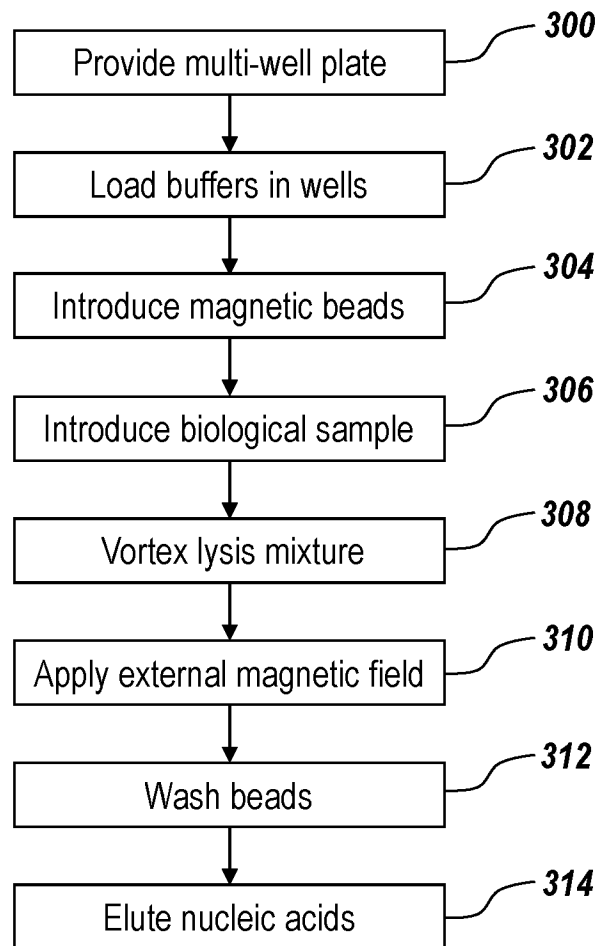 300
Provide multi-well plate
302
Load buffers in wells
304
Introduce magnetic beads
306
Introduce biological sample
308
Vortex lysis mixture
310
Apply external magnetic field
312
Wash beads
314
Elute nucleic acids